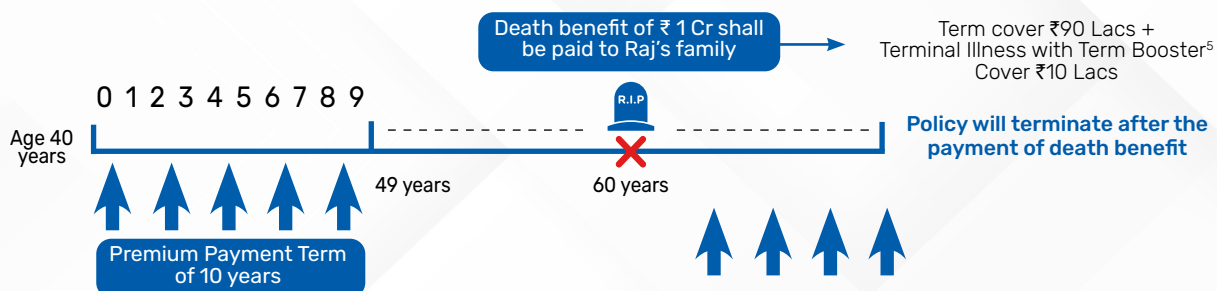 Death benefit of ₹ 1 Cr shall
be paid to Raj's family
Term cover ₹90 Lacs +
Terminal Illness with Term Booster⁵
Cover ₹10 Lacs
0 1 2 3 4 5 6 7 8 9
R.I.P
Age 40
years
Policy will terminate after the
payment of death benefit
49 years
60 years
Premium Payment Term
of 10 years